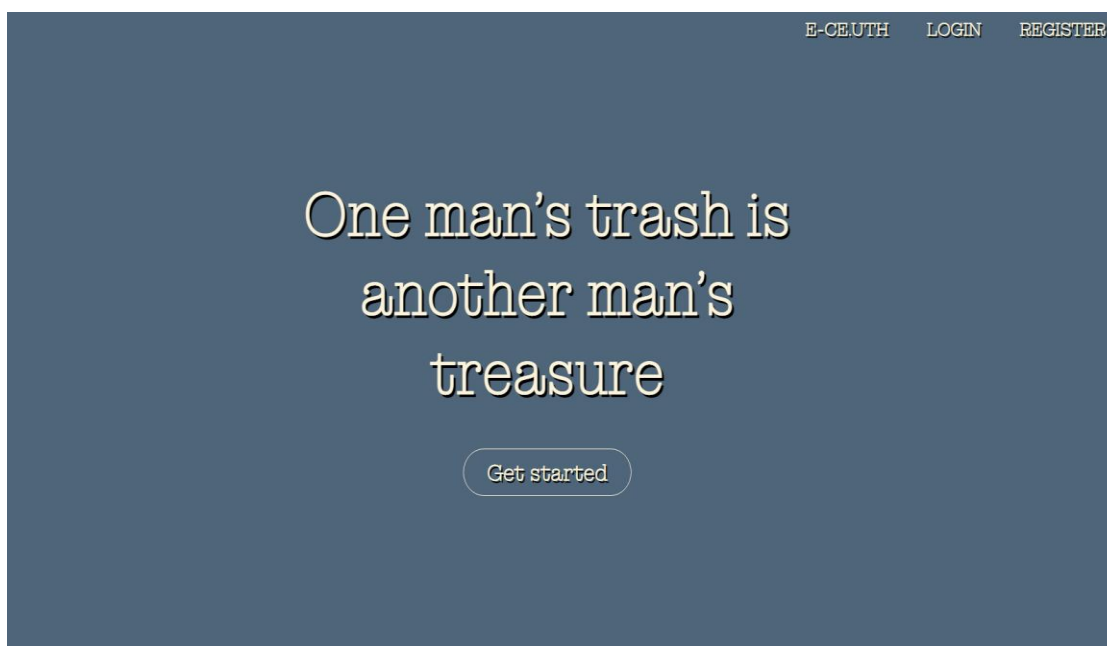 E-CE.UTH LOGIN REGISTER
One man's trash is
another man's
treasure
Get started